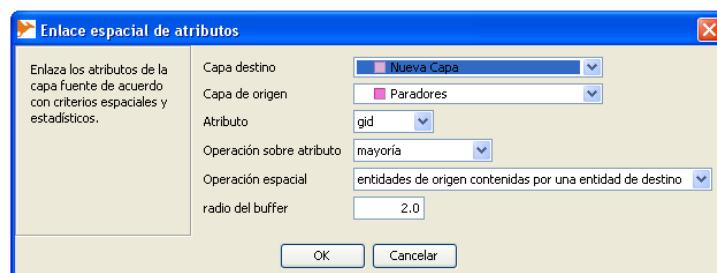 Enlace espacial de atributos
Enlaza los atributos de la
capa fuente de acuerdo
con criterios espaciales y
estadísticos.
Capa destino Nueva Capa
Capa de origen Paradores
Atributo gid
Operación sobre atributo mayoría
Operación espacial entidades de origen contenidas por una entidad de destino
radio del buffer 2.0
OK Cancelar